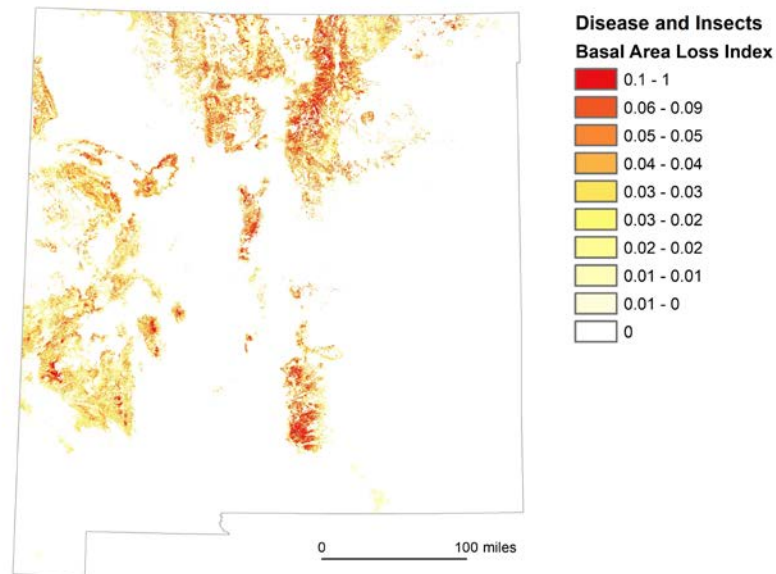 Disease and Insects
Basal Area Loss Index
0.1 - 1
0.06 - 0.09
0.05 - 0.05
0.04 - 0.04
0.03 - 0.03
0.03 - 0.02
0.02 - 0.02
0.01 - 0.01
0.01 - 0
0
0 100 miles